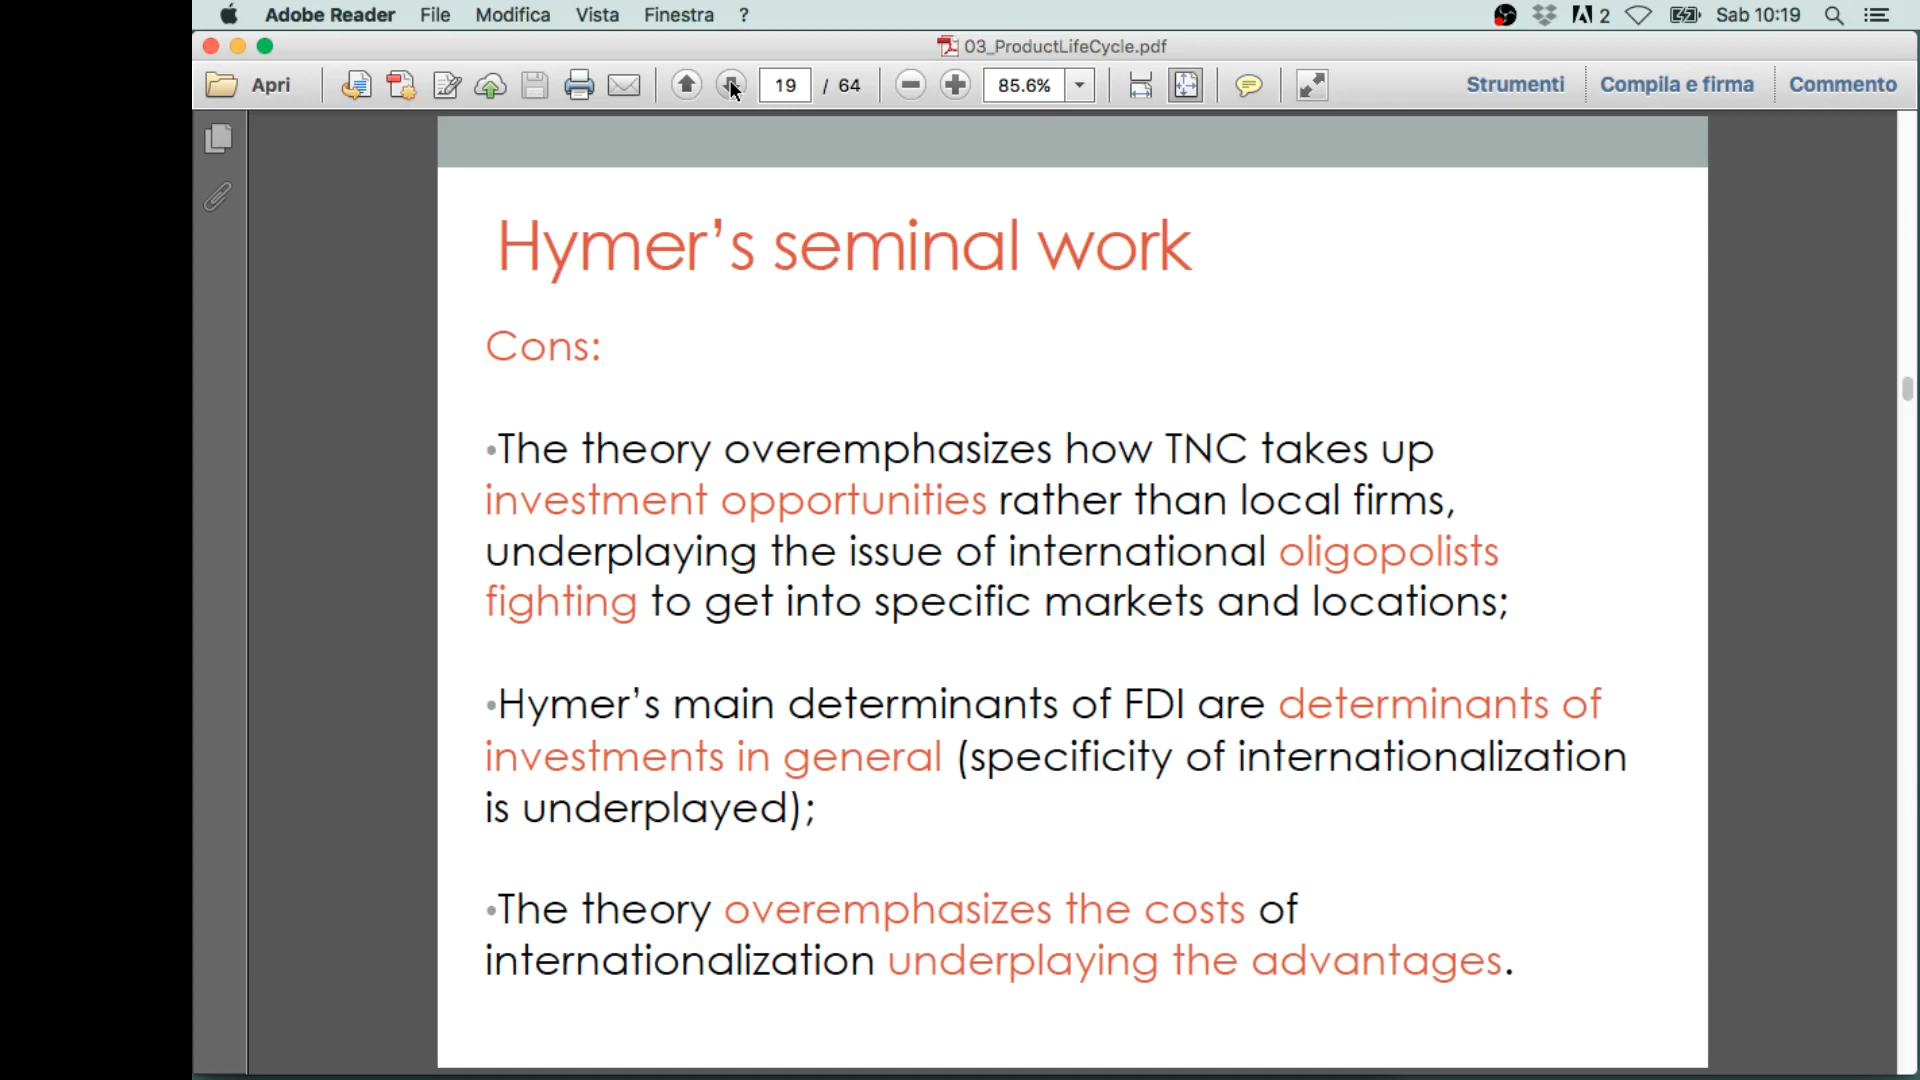 Adobe Reader File Modifica Vista Finestra ? 2 Sab 10:19
03_ProductLifeCycle.pdf
Apri 19 / 64 85.6% Strumenti Compila e firma Commento
Hymer’s seminal work
Cons:
•The theory overemphasizes how TNC takes up
investment opportunities rather than local firms,
underplaying the issue of international oligopolists
fighting to get into specific markets and locations;
•Hymer’s main determinants of FDI are determinants of
investments in general (specificity of internationalization
is underplayed);
•The theory overemphasizes the costs of
internationalization underplaying the advantages.